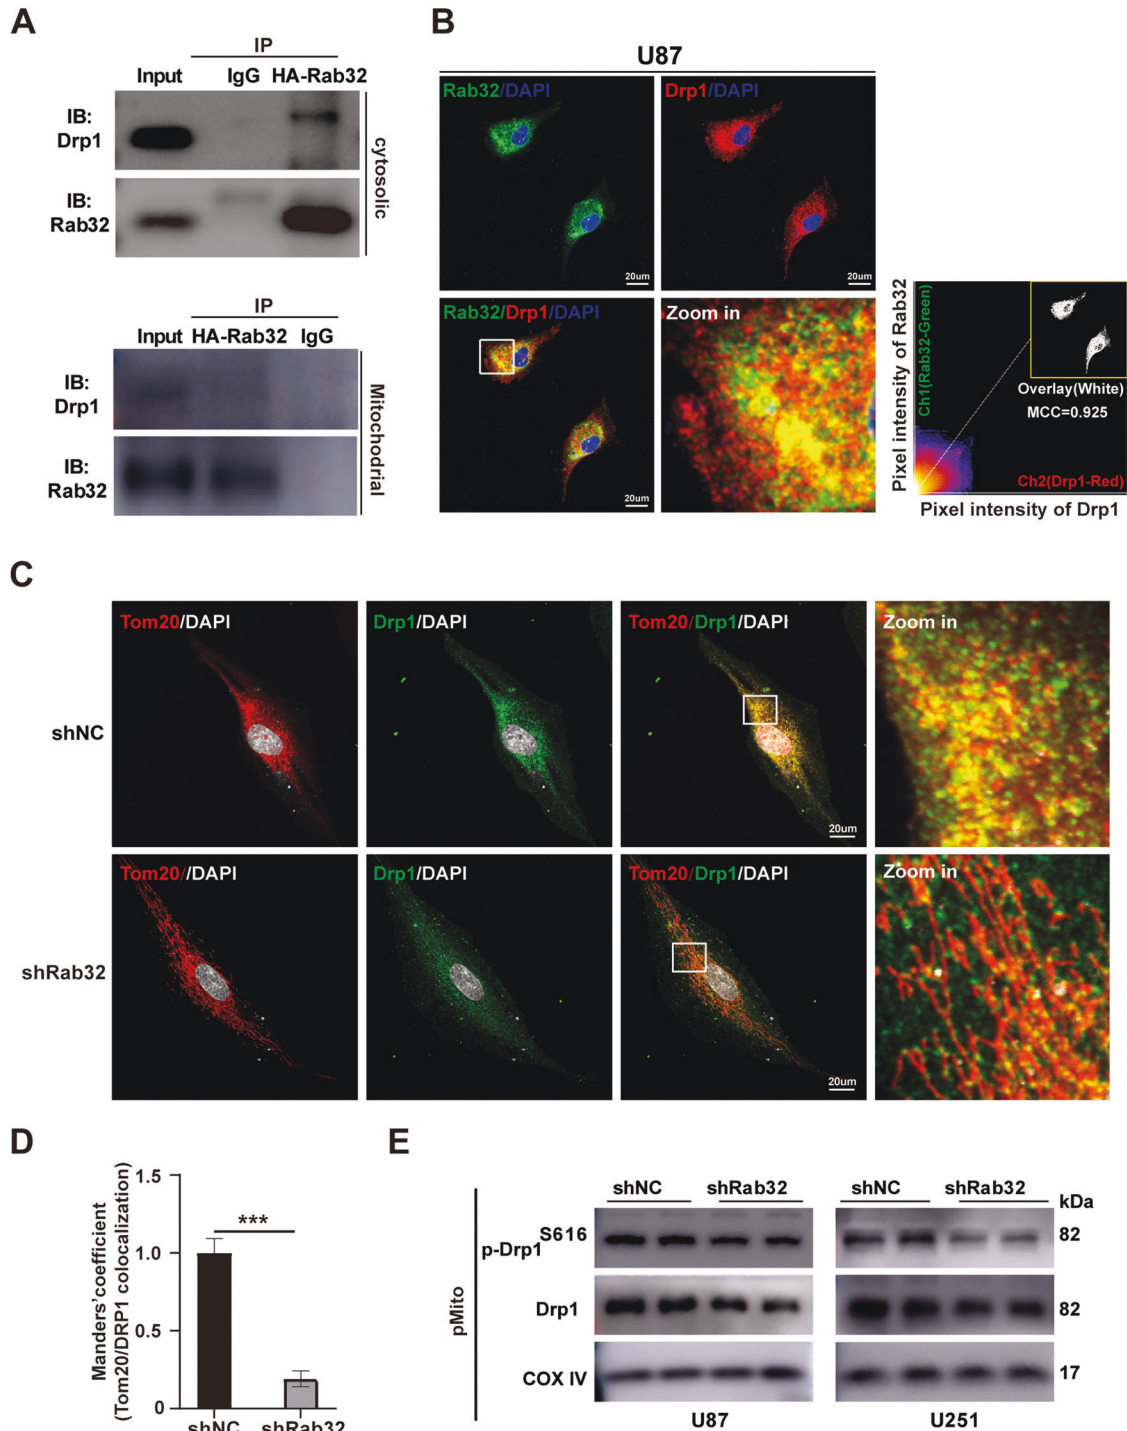 A
IP
Input IgG HA-Rab32
IB:
Drp1
IB:
Rab32
cytosolic
IP
Input HA-Rab32 IgG
IB:
Drp1
IB:
Rab32
Mitochodrial
B
U87
Rab32/DAPI
Drp1/DAPI
20um
20um
Rab32/Drp1/DAPI
Zoom in
20um
Pixel intensity of Rab32
Ch1(Rab32-Green)
Overlay(White)
MCC=0.925
Ch2(Drp1-Red)
Pixel intensity of Drp1
C
Tom20/DAPI
Drp1/DAPI
Tom20/Drp1/DAPI
Zoom in
shNC
20um
Tom20//DAPI
Drp1/DAPI
Tom20/Drp1/DAPI
Zoom in
shRab32
20um
D
Manders'coefficient
(Tom20/DRP1 colocalization)
1.5
1.0
0.5
0
***
shNC shRab32
E
shNC shRab32 shNC shRab32
kDa
p-Drp1 S616 82
Drp1 82
COX IV 17
pMito
U87 U251